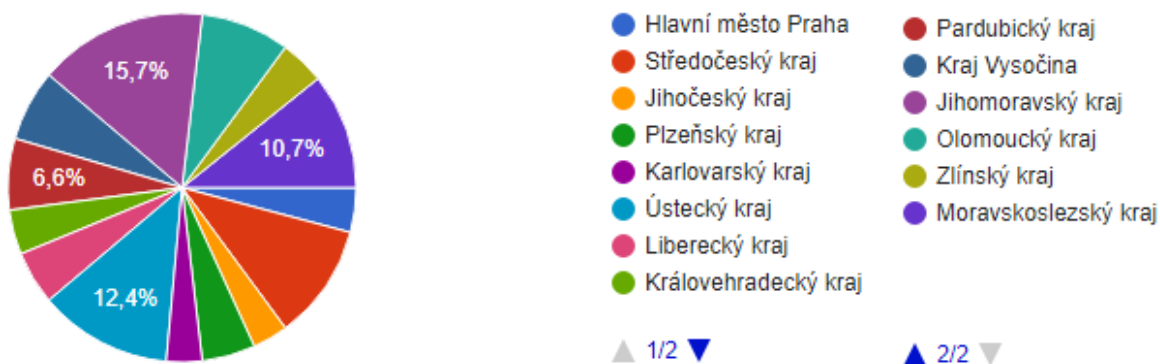 15,7%
10,7%
6,6%
12,4%
Hlavní město Praha
Středočeský kraj
Jihočeský kraj
Plzeňský kraj
Karlovarský kraj
Ústecký kraj
Liberecký kraj
Královehradecký kraj
1/2
Pardubický kraj
Kraj Vysočina
Jihomoravský kraj
Olomoucký kraj
Zlínský kraj
Moravskoslezský kraj
2/2